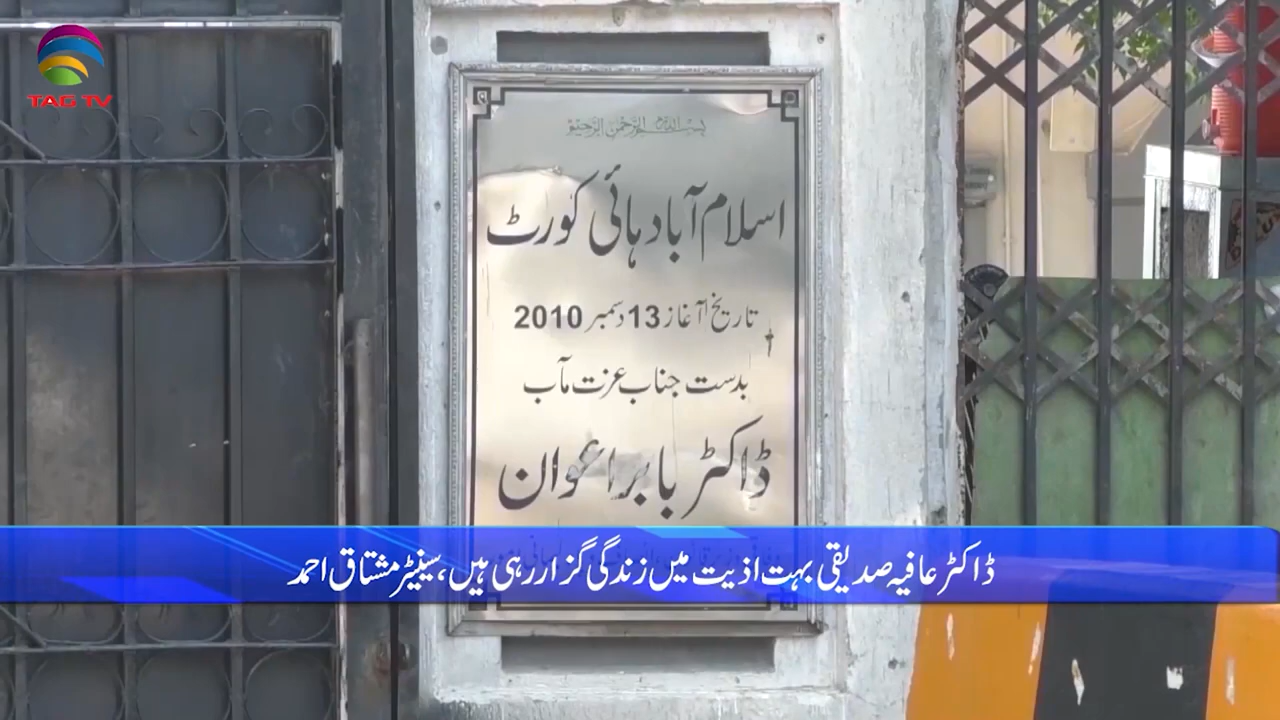 TAG TV
بسم اللہ الرحمن الرحیم
اسلام آباد ہائی کورٹ
تاریخ آغاز 13 دسمبر 2010
بدست جناب عزت مآب
ڈاکٹر بابر اعوان
ڈاکٹر عافیہ صدیقی بہت اذیت میں زندگی گزار رہی ہیں، سینیٹر مشتاق احمد